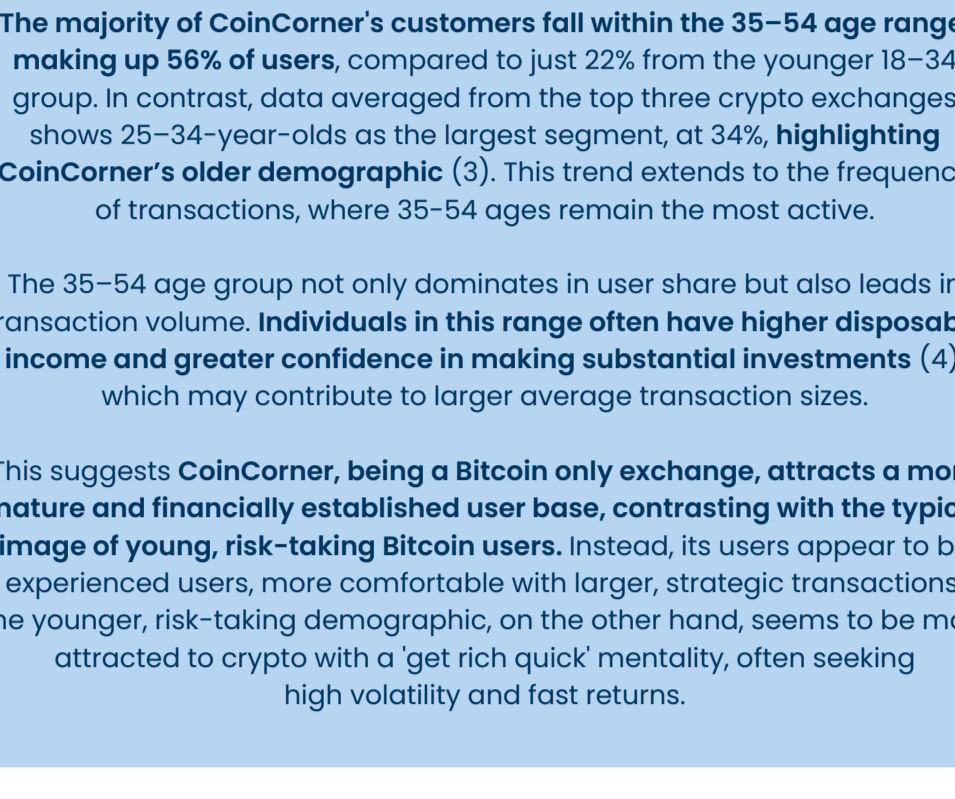 The majority of CoinCorner's customers fall within the 35–54 age range
making up 56% of users, compared to just 22% from the younger 18–34
group. In contrast, data averaged from the top three crypto exchanges
shows 25–34-year-olds as the largest segment, at 34%, highlighting
CoinCorner’s older demographic (3). This trend extends to the frequenc
of transactions, where 35-54 ages remain the most active.
The 35–54 age group not only dominates in user share but also leads in
ransaction volume. Individuals in this range often have higher disposab
income and greater confidence in making substantial investments (4)
which may contribute to larger average transaction sizes.
This suggests CoinCorner, being a Bitcoin only exchange, attracts a mor
mature and financially established user base, contrasting with the typic
image of young, risk-taking Bitcoin users. Instead, its users appear to b
experienced users, more comfortable with larger, strategic transactions
he younger, risk-taking demographic, on the other hand, seems to be mo
attracted to crypto with a 'get rich quick' mentality, often seeking
high volatility and fast returns.